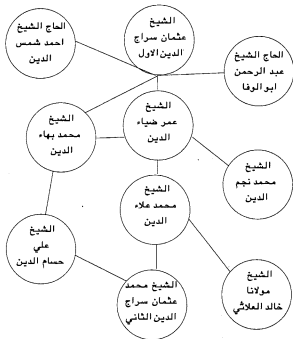 الحاج الشيخ
احمد شمس
الدين
الشيخ
عثمان سراج
الدين الاول
الحاج الشيخ
عبد الرحمن
ابو الوفا
الشيخ
محمد بهاء
الدين
الشيخ
عمر ضياء
الدين
الشيخ
محمد نجم
الدين
الشيخ
محمد علاء
الدين
الشيخ
علي
حسام الدين
الشيخ محمد
عثمان سراج
الدين الثاني
الشيخ
مولانا
خالد العلائي